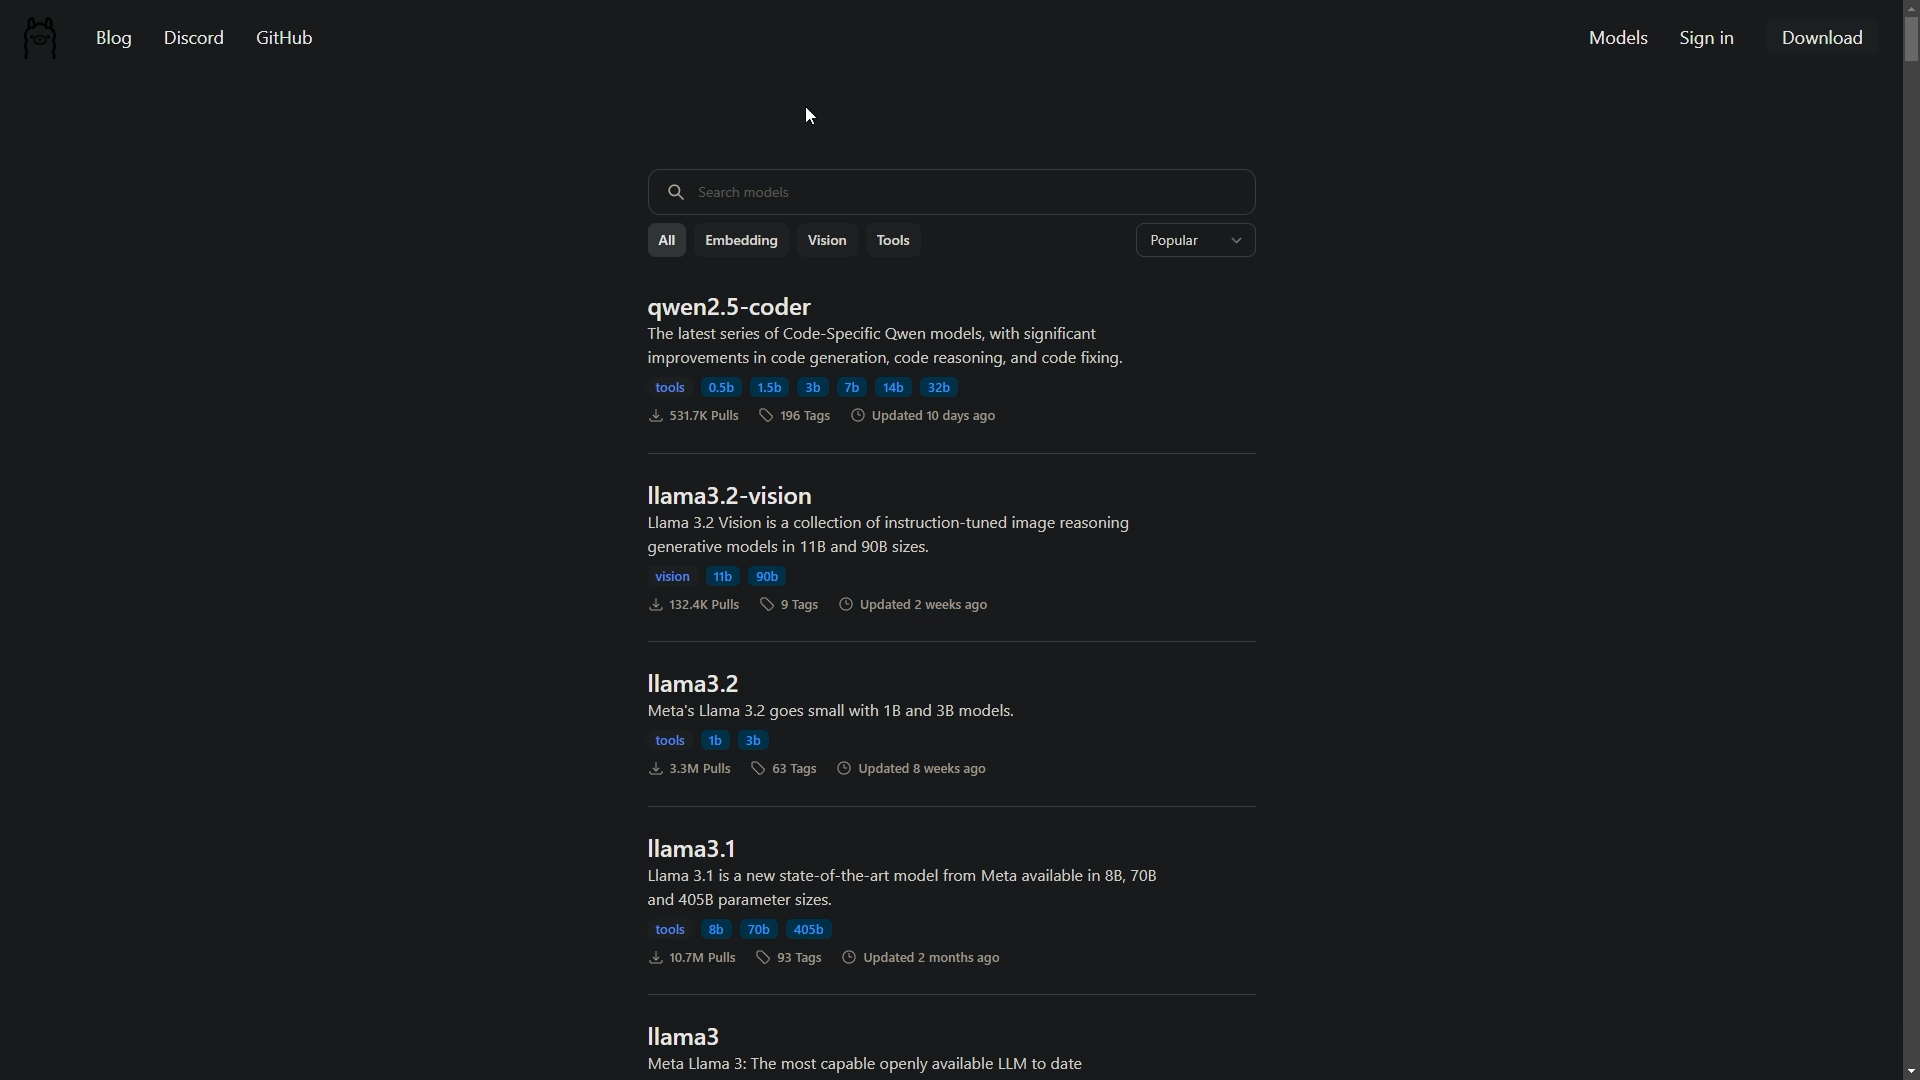 Blog Discord GitHub Models Sign in Download
Search models
All Embedding Vision Tools Popular
qwen2.5-coder
The latest series of Code-Specific Qwen models, with significant
improvements in code generation, code reasoning, and code fixing.
tools 0.5b 1.5b 3b 7b 14b 32b
531.7K Pulls 196 Tags Updated 10 days ago
llama3.2-vision
Llama 3.2 Vision is a collection of instruction-tuned image reasoning
generative models in 11B and 90B sizes.
vision 11b 90b
132.4K Pulls 9 Tags Updated 2 weeks ago
llama3.2
Meta's Llama 3.2 goes small with 1B and 3B models.
tools 1b 3b
3.3M Pulls 63 Tags Updated 8 weeks ago
llama3.1
Llama 3.1 is a new state-of-the-art model from Meta available in 8B, 70B
and 405B parameter sizes.
tools 8b 70b 405b
10.7M Pulls 93 Tags Updated 2 months ago
llama3
Meta Llama 3: The most capable openly available LLM to date